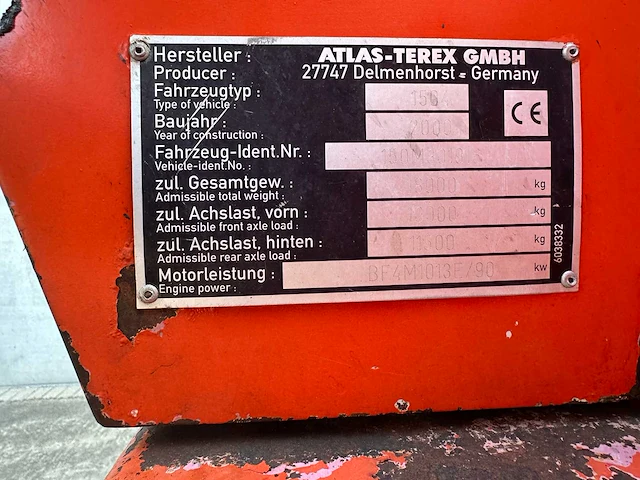 Hersteller : ATLAS-TEREX GMBH
Producer : 27747 Delmenhorst - Germany
Fahrzeugtyp :
Type of vehicle :
Baujahr :
CE
Year of construction :
Fahrzeug-Ident.Nr. :
Vehicle-ident.No. :
zul. Gesamtgew. : kg
Admissible total weight :
zul. Achslast, vorn : kg
Admissible front axle load :
zul. Achslast, hinten : kg
Admissible rear axle load :
Motorleistung : BF4M1013E/90 kw
Engine power :
6038332